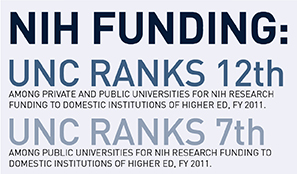 NIH FUNDING:
UNC RANKS 12th
AMONG PRIVATE AND PUBLIC UNIVERSITIES FOR NIH RESEARCH
FUNDING TO DOMESTIC INSTITUTIONS OF HIGHER ED, FY 2011.
UNC RANKS 7th
AMONG PUBLIC UNIVERSITIES FOR NIH RESEARCH FUNDING TO
DOMESTIC INSTITUTIONS OF HIGHER ED, FY 2011.